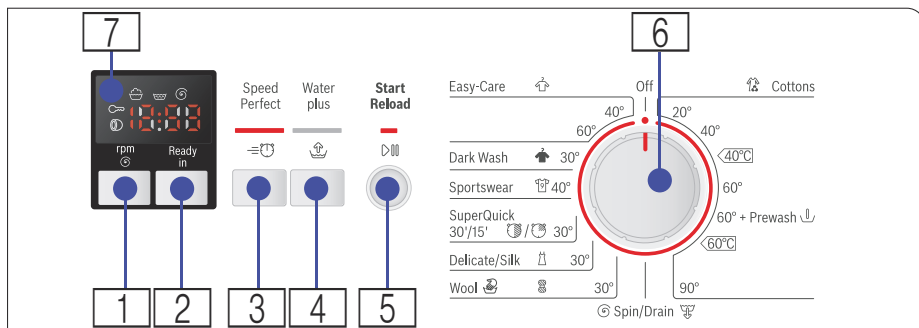 7
6
Speed
Perfect
Water
plus
Start
Reload
Easy-Care
Off
Cottons
18:88
rpm
Ready
in
40°
20°
60°
40°
Dark Wash 30°
40°C
Sportswear 40°
60°
SuperQuick
30'/15' / 30°
60° + Prewash
60°C
Delicate/Silk 30°
Wool 30°
90°
Spin/Drain
1
2
3
4
5